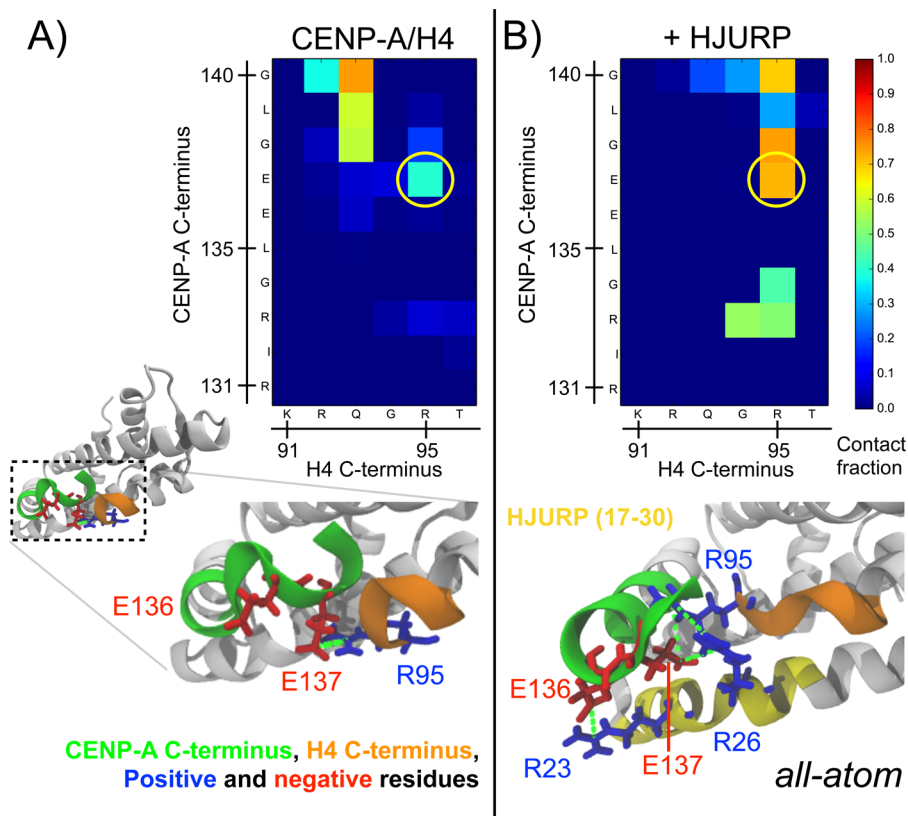 A)
CENP-A/H4
140
135
131
CENP-A C-terminus
G
L
G
E
E
L
G
R
I
R
K R Q G R T
91 95
H4 C-terminus
E136
E137
R95
CENP-A C-terminus, H4 C-terminus,
Positive and negative residues
B)
+ HJURP
140
135
131
CENP-A C-terminus
G
L
G
E
E
L
G
R
I
R
K R Q G R T
91 95
H4 C-terminus
1.0
0.9
0.8
0.7
0.6
0.5
0.4
0.3
0.2
0.1
0.0
Contact
fraction
HJURP (17-30)
R95
E136
R23
E137
R26
all-atom